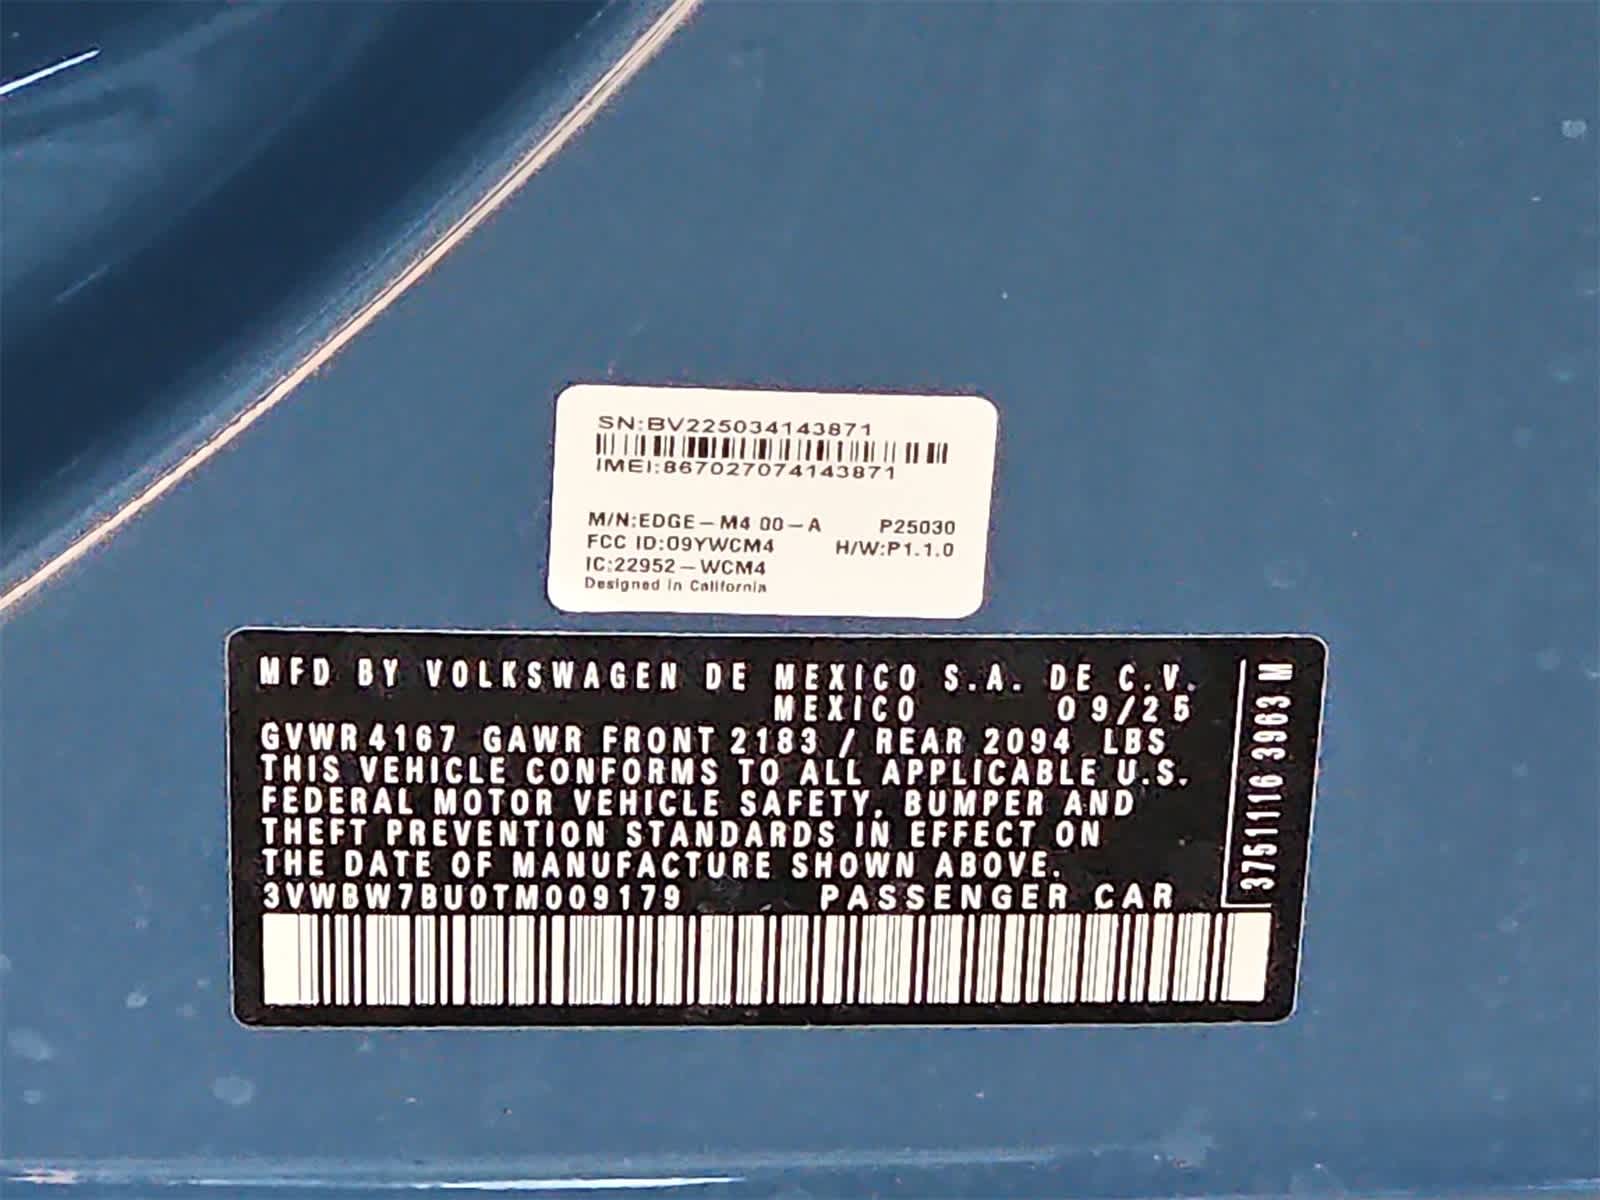 SN:BV225034143871
IMEI:867027074143871
M/N:EDGE-M4 00-A P25030
FCC ID:09YWCM4 H/W:P1.1.0
IC:22952-WCM4
Designed in California
MFD BY VOLKSWAGEN DE MEXICO S.A. DE C.V.
MEXICO 09/25
GVWR 4167 GAWR FRONT 2183 / REAR 2094 LBS
THIS VEHICLE CONFORMS TO ALL APPLICABLE U.S.
FEDERAL MOTOR VEHICLE SAFETY, BUMPER AND
THEFT PREVENTION STANDARDS IN EFFECT ON
THE DATE OF MANUFACTURE SHOWN ABOVE.
3VWBW7BU0TM009179 PASSENGER CAR
3751116 3963 M